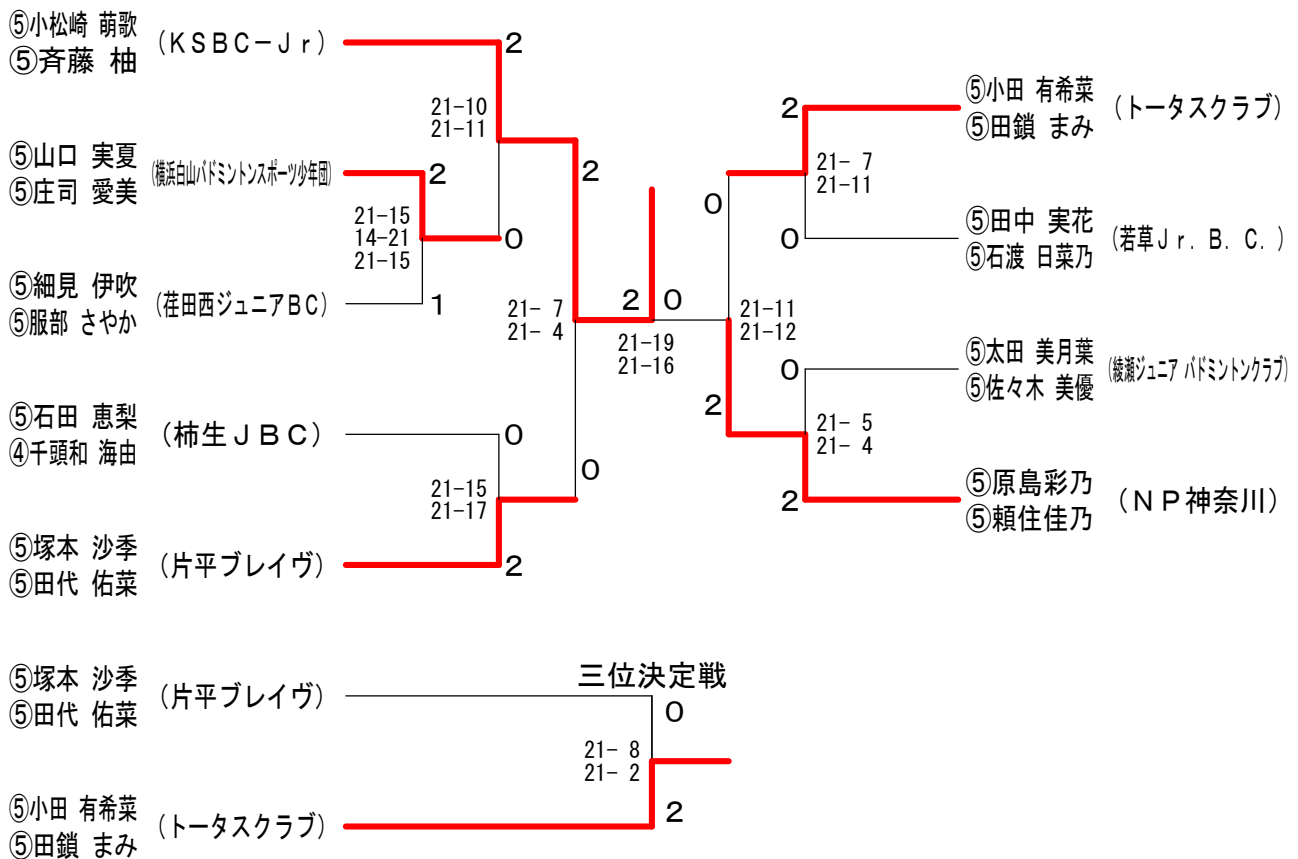 ⑤小松崎 萌歌
⑤斉藤 柚
(KSBC－Jr)
2
21-10
21-11
⑤山口 実夏
⑤庄司 愛美
(横浜白山バドミントンスポーツ少年団)
2
21-15
14-21
21-15
0
2
⑤細見 伊吹
⑤服部 さやか
(荏田西ジュニアBC)
1
21- 7
21- 4
⑤石田 恵梨
④千頭和 海由
(柿生ＪＢＣ)
0
21-15
21-17
0
⑤塚本 沙季
⑤田代 佑菜
(片平ブレイヴ)
2
2
0
21-19
21-16
2
⑤小田 有希菜
⑤田鎖 まみ
(トータスクラブ)
21- 7
21-11
0
0
⑤田中 実花
⑤石渡 日菜乃
(若草Ｊr．Ｂ．Ｃ．)
21-11
21-12
0
⑤太田 美月葉
⑤佐々木 美優
(綾瀬ジュニア バドミントンクラブ)
2
21- 5
21- 4
2
⑤原島彩乃
⑤頼住佳乃
(ＮＰ神奈川)
三位決定戦
⑤塚本 沙季
⑤田代 佑菜
(片平ブレイヴ)
0
21- 8
21- 2
⑤小田 有希菜
⑤田鎖 まみ
(トータスクラブ)
2